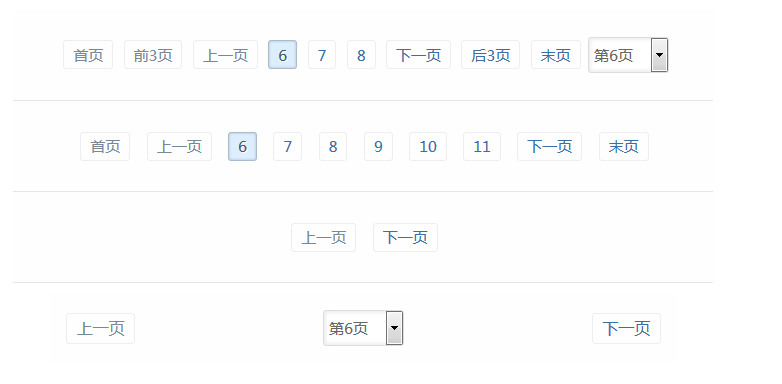 首页 前3页 上一页 6 7 8 下一页 后3页 末页 第6页
首页 上一页 6 7 8 9 10 11 下一页 末页
上一页 下一页
上一页 第6页 下一页